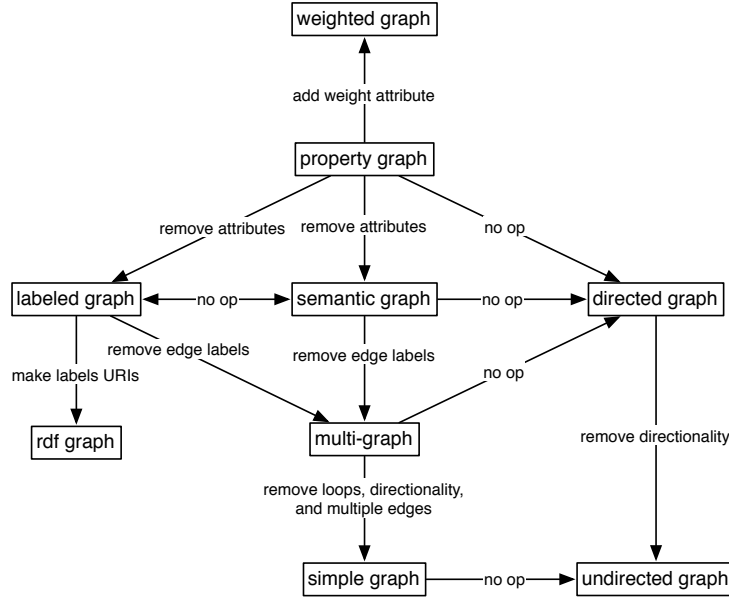 weighted graph
add weight attribute
property graph
remove attributes
remove attributes
no op
labeled graph
no op
semantic graph
no op
directed graph
remove edge labels
remove edge labels
make labels URIs
no op
rdf graph
multi-graph
remove directionality
remove loops, directionality,
and multiple edges
simple graph
no op
undirected graph